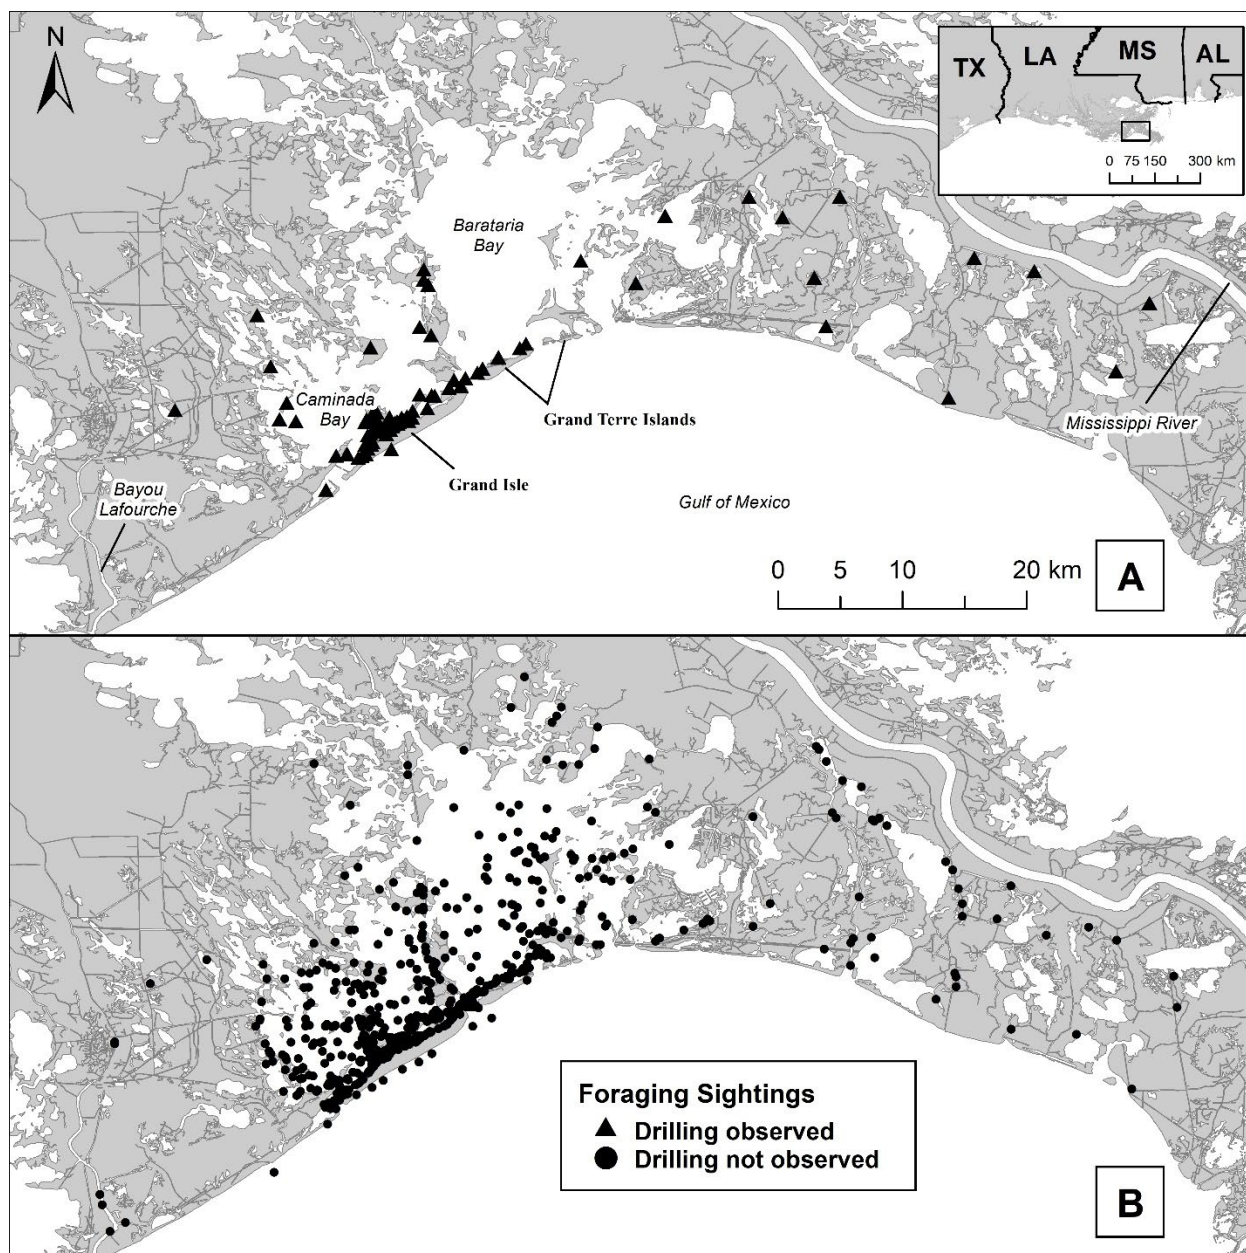 N
TX
LA
MS
AL
0 75 150 300 km
Barataria
Bay
Caminada
Bay
Grand Terre Islands
Mississippi River
Grand Isle
Bayou
Lafourche
Gulf of Mexico
0 5 10 20 km
A
Foraging Sightings
Drilling observed
Drilling not observed
B